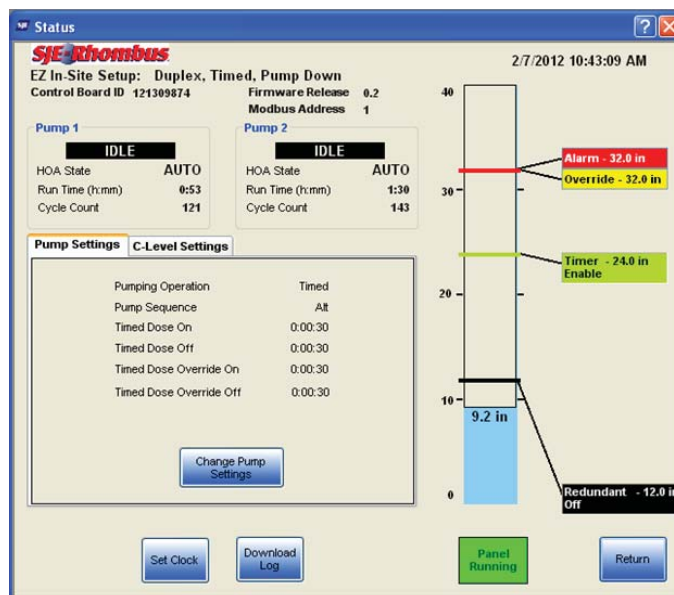 SJE Status
SJE-Rhombus
2/7/2012 10:43:09 AM
EZ In-Site Setup: Duplex, Timed, Pump Down
Control Board ID 121309874 Firmware Release 0.2
Modbus Address 1
Pump 1
IDLE
HOA State AUTO
Run Time (h:mm) 0:53
Cycle Count 121
Pump 2
IDLE
HOA State AUTO
Run Time (h:mm) 1:30
Cycle Count 143
Pump Settings C-Level Settings
Pumping Operation Timed
Pump Sequence Alt
Timed Dose On 0:00:30
Timed Dose Off 0:00:30
Timed Dose Override On 0:00:30
Timed Dose Override Off 0:00:30
Change Pump
Settings
40
30
20
10
0
Alarm - 32.0 in
Override - 32.0 in
Timer - 24.0 in
Enable
9.2 in
Redundant - 12.0 in
Off
Set Clock
Download
Log
Panel
Running
Return